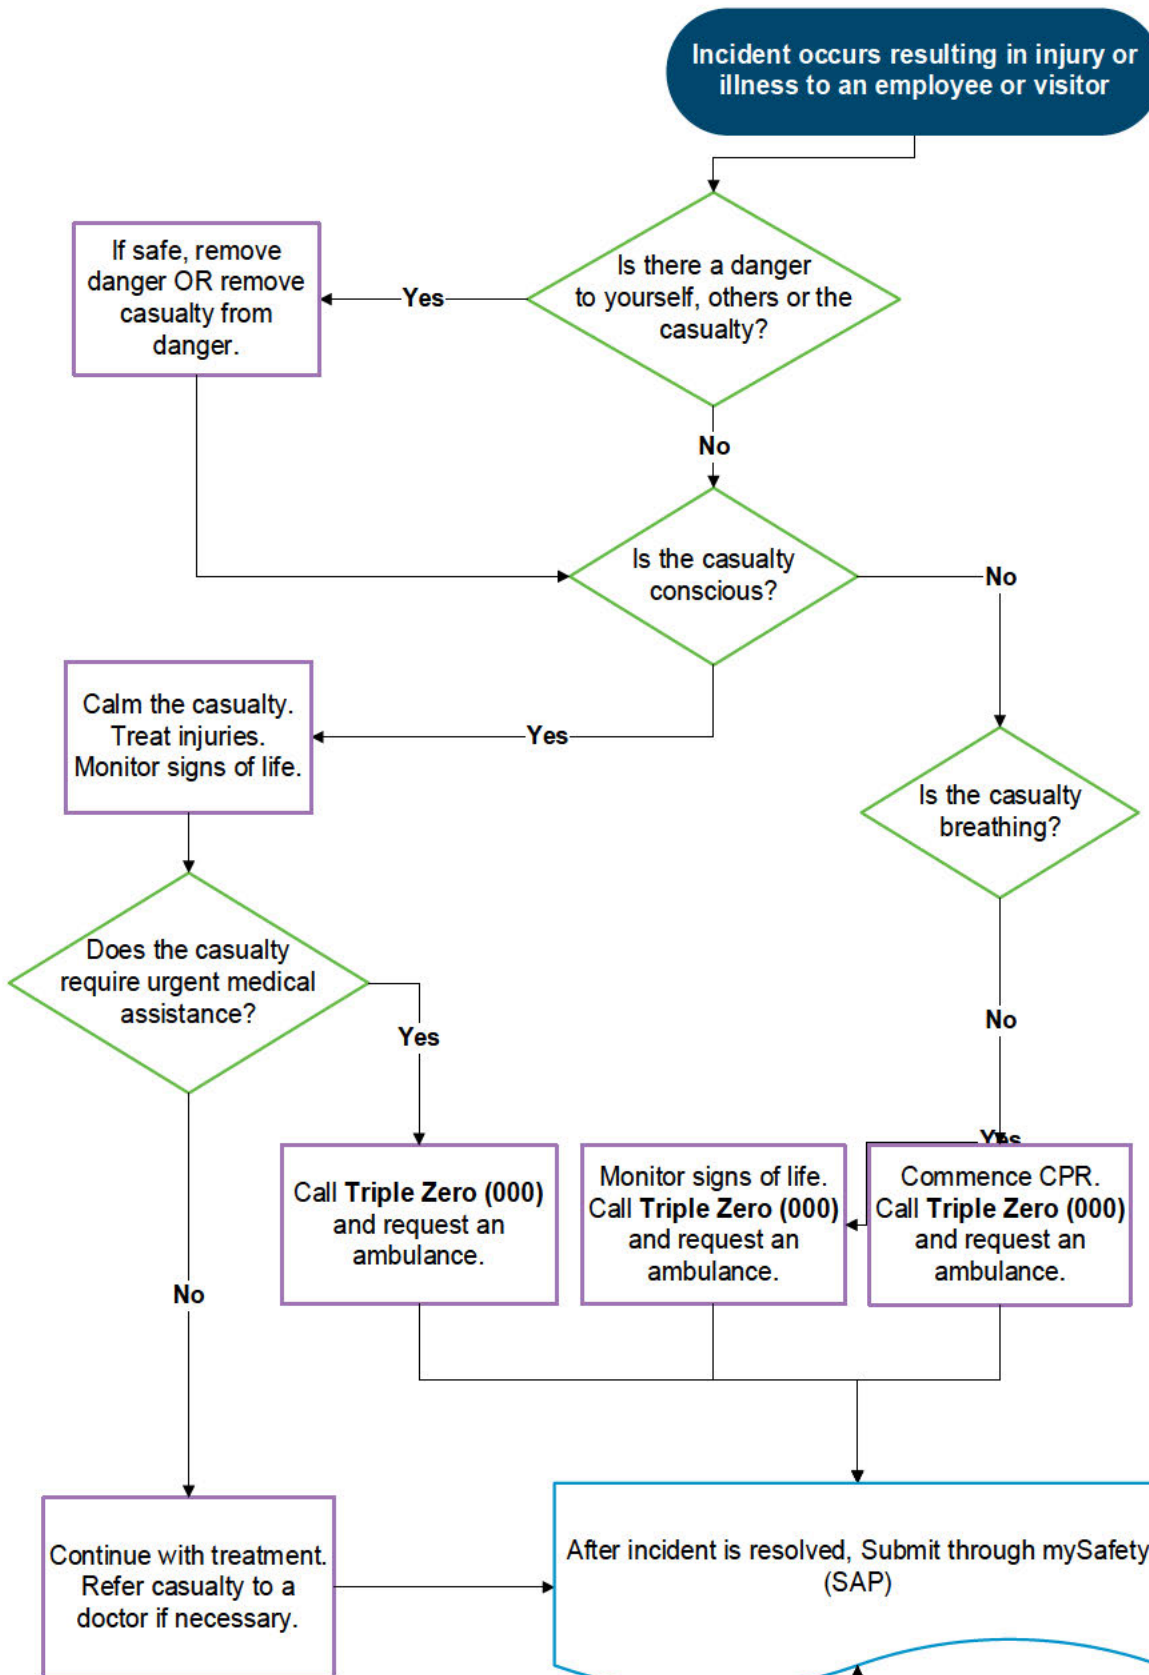 Incident occurs resulting in injury or
illness to an employee or visitor
If safe, remove
danger OR remove
casualty from
danger.
Yes
Is there a danger
to yourself, others or the
casualty?
No
Is the casualty
conscious?
No
Calm the casualty.
Treat injuries.
Monitor signs of life.
Yes
Is the casualty
breathing?
Does the casualty
require urgent medical
assistance?
Yes
No
Yes
Call Triple Zero (000)
and request an
ambulance.
Monitor signs of life.
Call Triple Zero (000)
and request an
ambulance.
Commence CPR.
Call Triple Zero (000)
and request an
ambulance.
No
Continue with treatment.
Refer casualty to a
doctor if necessary.
After incident is resolved, Submit through mySafety
(SAP)